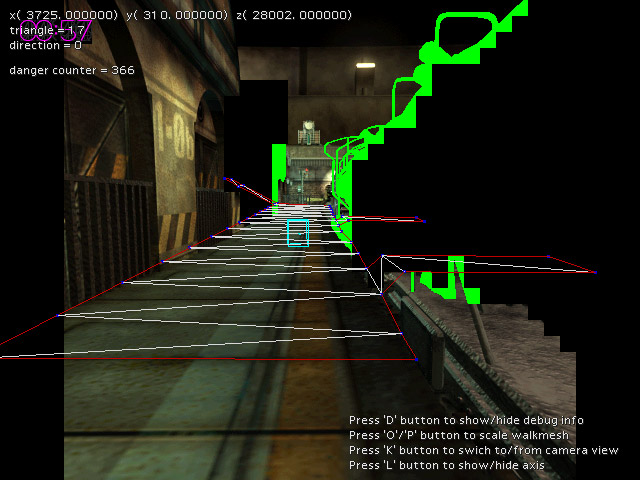 x( 3725. 000000)  y( 310. 000000)  z( 28002. 000000)
00:57
triangle = 17
direction = 0
danger counter = 366
Press 'D' button to show/hide debug info
Press 'O'/'P' button to scale walkmesh
Press 'K' button to swich to/from camera view
Press 'L' button to show/hide axis